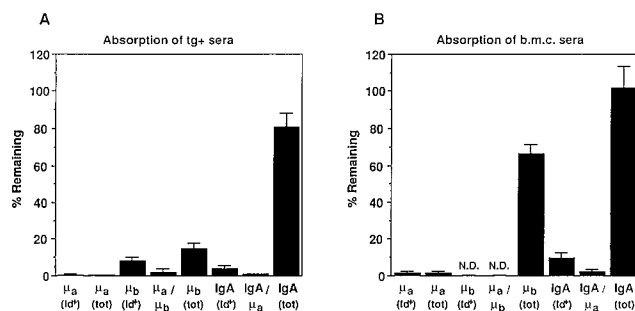 A
Absorption of tg+ sera
% Remaining
120
100
80
60
40
20
0
μa (Id+)
μa (tot)
μb (Id+)
μa / μb
μb (tot)
IgA (Id+)
IgA / μa
IgA (tot)
B
Absorption of b.m.c. sera
% Remaining
120
100
80
60
40
20
0
N.D.
N.D.
μa (Id+)
μa (tot)
μb (Id+)
μa / μb
μb (tot)
IgA (Id+)
IgA / μa
IgA (tot)